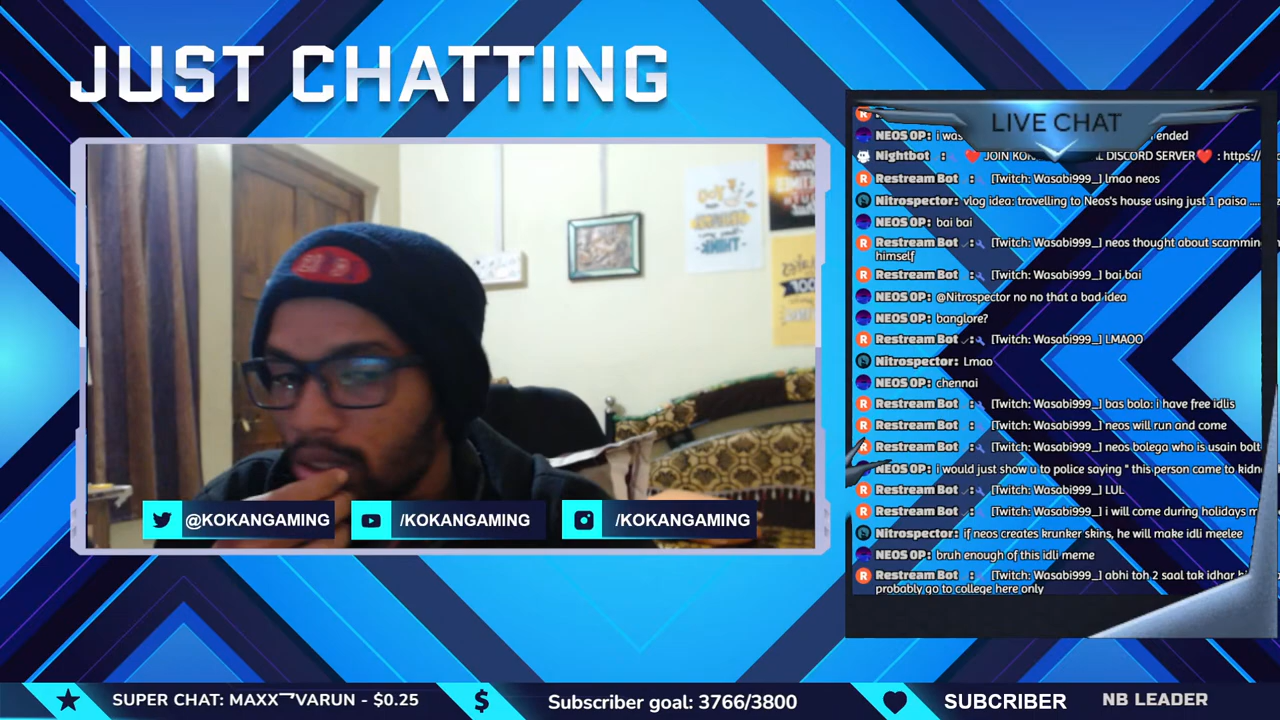 JUST CHATTING
LIVE CHAT
NEOS OP: i was ended
Nightbot : JOIN DISCORD SERVER : https://
Restream Bot : [Twitch: Wasabi999_] lmao neos
Nitrospector: vlog idea: travelling to Neos's house using just 1 paisa ....
NEOS OP: bai bai
Restream Bot : [Twitch: Wasabi999_] neos thought about
himself
Restream Bot : [Twitch: Wasabi999_] bai bai
NEOS OP: @Nitrospector no no that a bad idea
NEOS OP: banglore?
Restream Bot : [Twitch: Wasabi999_] LMAOO
Nitrospector: Lmao
NEOS OP: chennai
Restream Bot : [Twitch: Wasabi999_] bas bolo: i have free idlis
Restream Bot : [Twitch: Wasabi999_] neos will run and come
Restream Bot : [Twitch: Wasabi999_] neos bolega who is usain bolt
NEOS OP: i would just show u to police saying " this person came to
Restream Bot : [Twitch: Wasabi999_] LUL
Restream Bot : [Twitch: Wasabi999_] i will come during holidays
Nitrospector: if neos creates krunker skins, he will make idli meelee
NEOS OP: bruh enough of this idli meme
Restream Bot : [Twitch: Wasabi999_] abhi toh 2 saal tak idhar
probably go to college here only
THINK
@KOKANGAMING
/KOKANGAMING
/KOKANGAMING
SUPER CHAT: MAXX VARUN - $0.25
Subscriber goal: 3766/3800
SUBCRIBER
NB LEADER